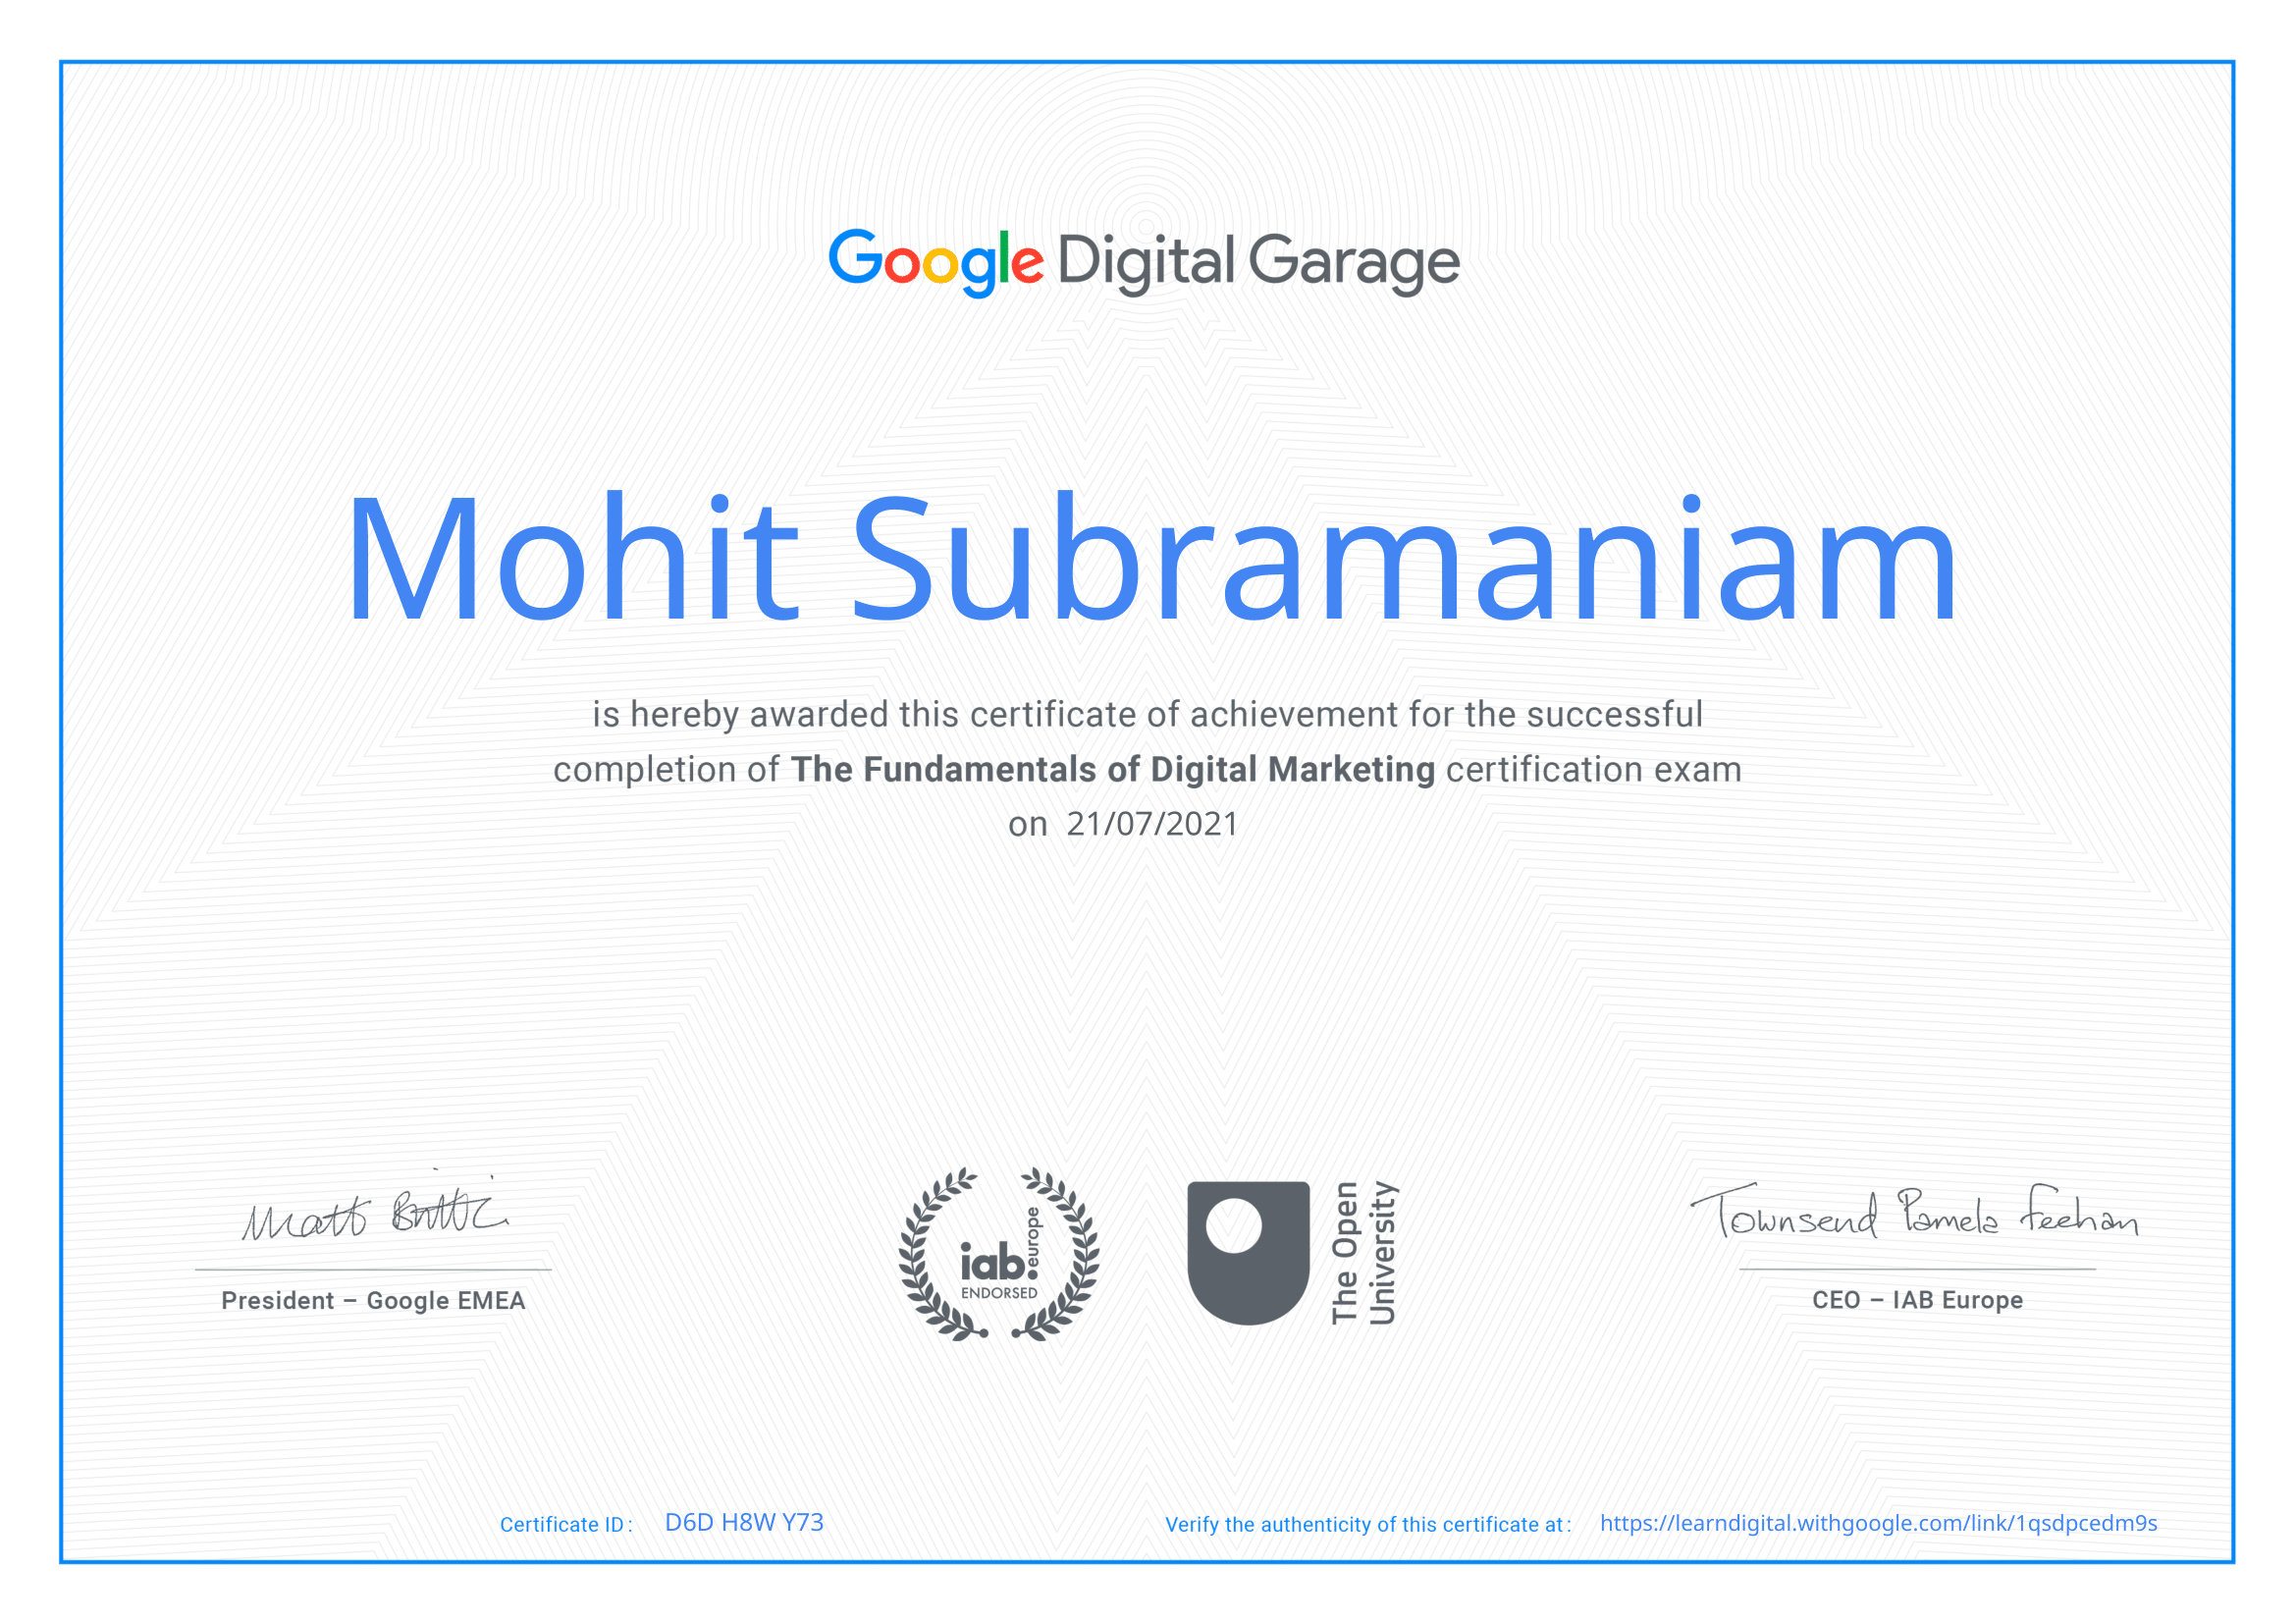 Google Digital Garage
Mohit Subramaniam
is hereby awarded this certificate of achievement for the successful
completion of The Fundamentals of Digital Marketing certification exam
on 21/07/2021
Matt Brittin
President – Google EMEA
iab.europe
ENDORSED
The Open
University
Townsend Pamela Feehan
CEO – IAB Europe
Certificate ID : D6D H8W Y73
Verify the authenticity of this certificate at : https://learndigital.withgoogle.com/link/1qsdpcedm9s